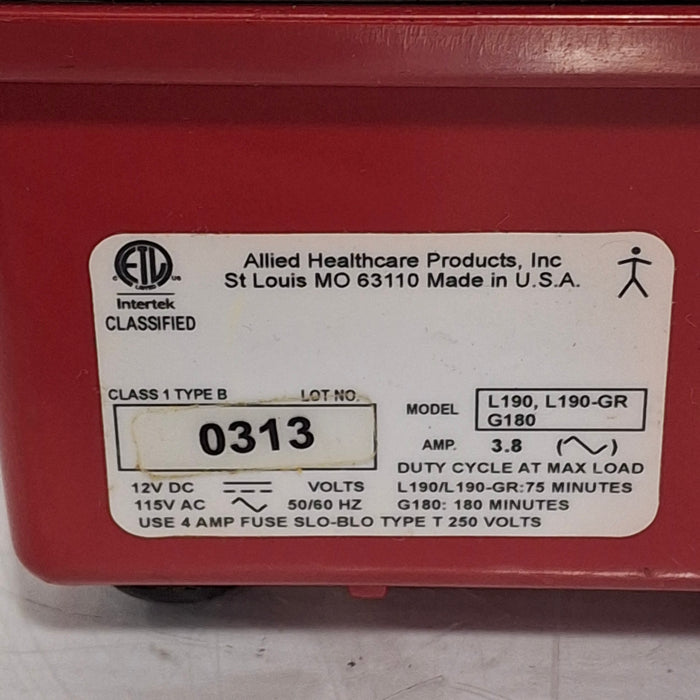 ETL
Intertek
CLASSIFIED
Allied Healthcare Products, Inc
St Louis MO 63110 Made in U.S.A.
CLASS 1 TYPE B LOT NO.
0313
MODEL L190, L190-GR
G180
AMP. 3.8 (~)
DUTY CYCLE AT MAX LOAD
12V DC VOLTS L190/L190-GR:75 MINUTES
115V AC 50/60 HZ G180: 180 MINUTES
USE 4 AMP FUSE SLO-BLO TYPE T 250 VOLTS